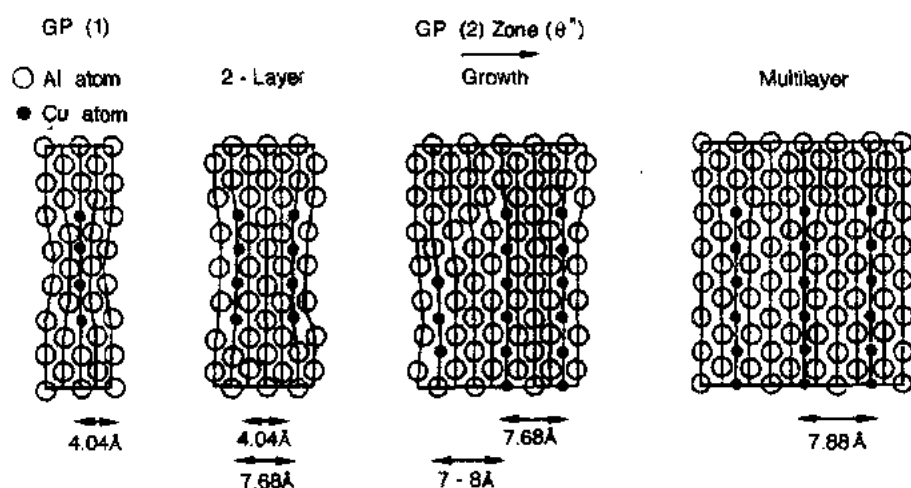 GP (1)
GP (2) Zone (θ")
Al atom
2 - Layer
Growth
Multilayer
Cu atom
4.04Å
4.04Å
7.68Å
7.88Å
7.68Å
7 - 8Å